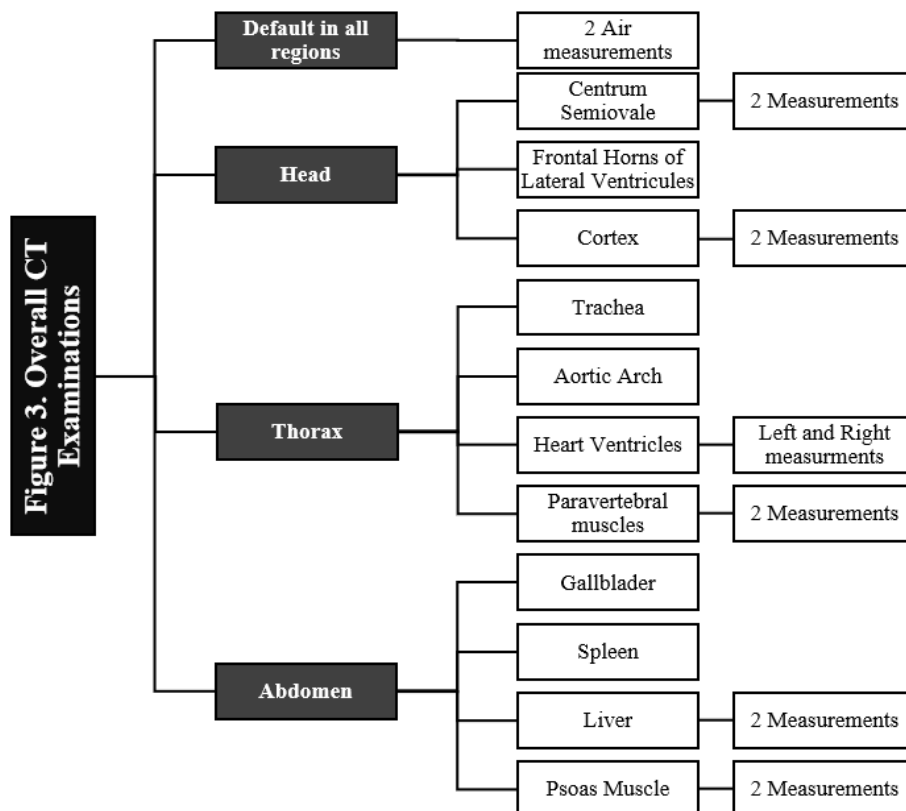 Figure 3. Overall CT
Examinations
Default in all
regions
2 Air
measurements
Head
Centrum
Semiovale
2 Measurements
Frontal Horns of
Lateral Ventricules
Cortex
2 Measurements
Thorax
Trachea
Aortic Arch
Heart Ventricles
Left and Right
measurments
Paravertebral
muscles
2 Measurements
Abdomen
Gallblader
Spleen
Liver
2 Measurements
Psoas Muscle
2 Measurements